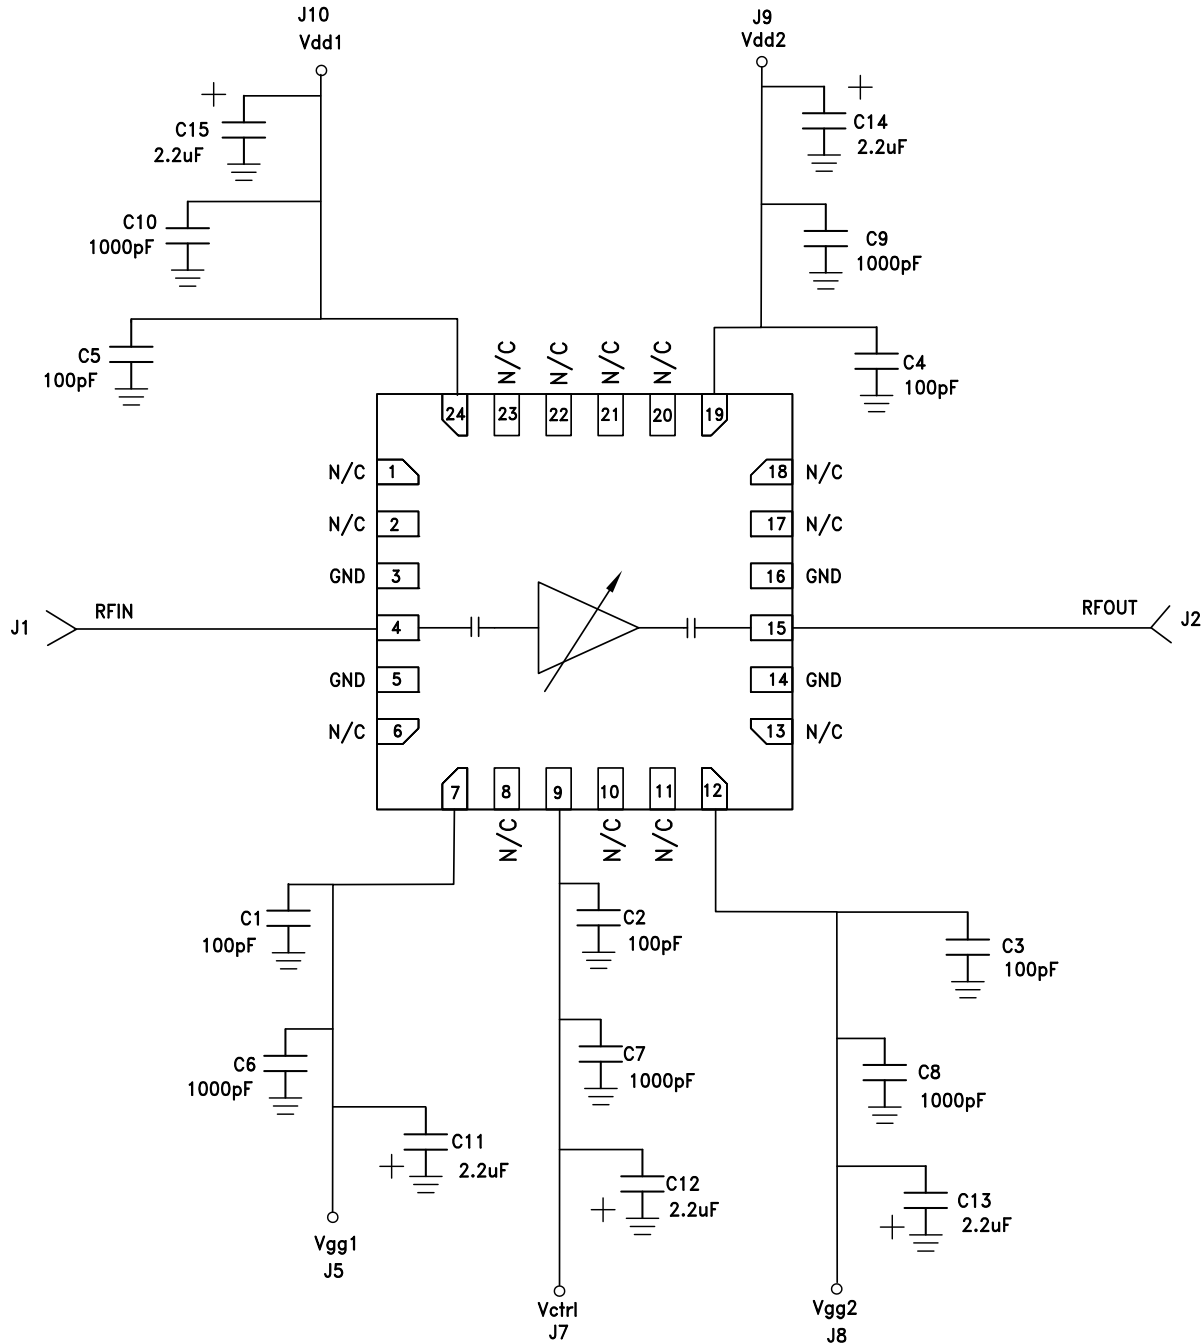 J10
Vdd1
J9
Vdd2
+
C15
2.2uF
+
C14
2.2uF
C10
1000pF
C9
1000pF
C5
100pF
C4
100pF
N/C
N/C
N/C
N/C
24
23
22
21
20
19
N/C
1
18
N/C
N/C
2
17
N/C
GND
3
16
GND
J1
RFIN
4
15
RFOUT
J2
GND
5
14
GND
N/C
6
13
N/C
7
8
9
10
11
12
N/C
N/C
N/C
C1
100pF
C2
100pF
C3
100pF
C6
1000pF
C7
1000pF
C8
1000pF
C11
+
2.2uF
C12
+
2.2uF
C13
+
2.2uF
Vgg1
J5
Vctrl
J7
Vgg2
J8